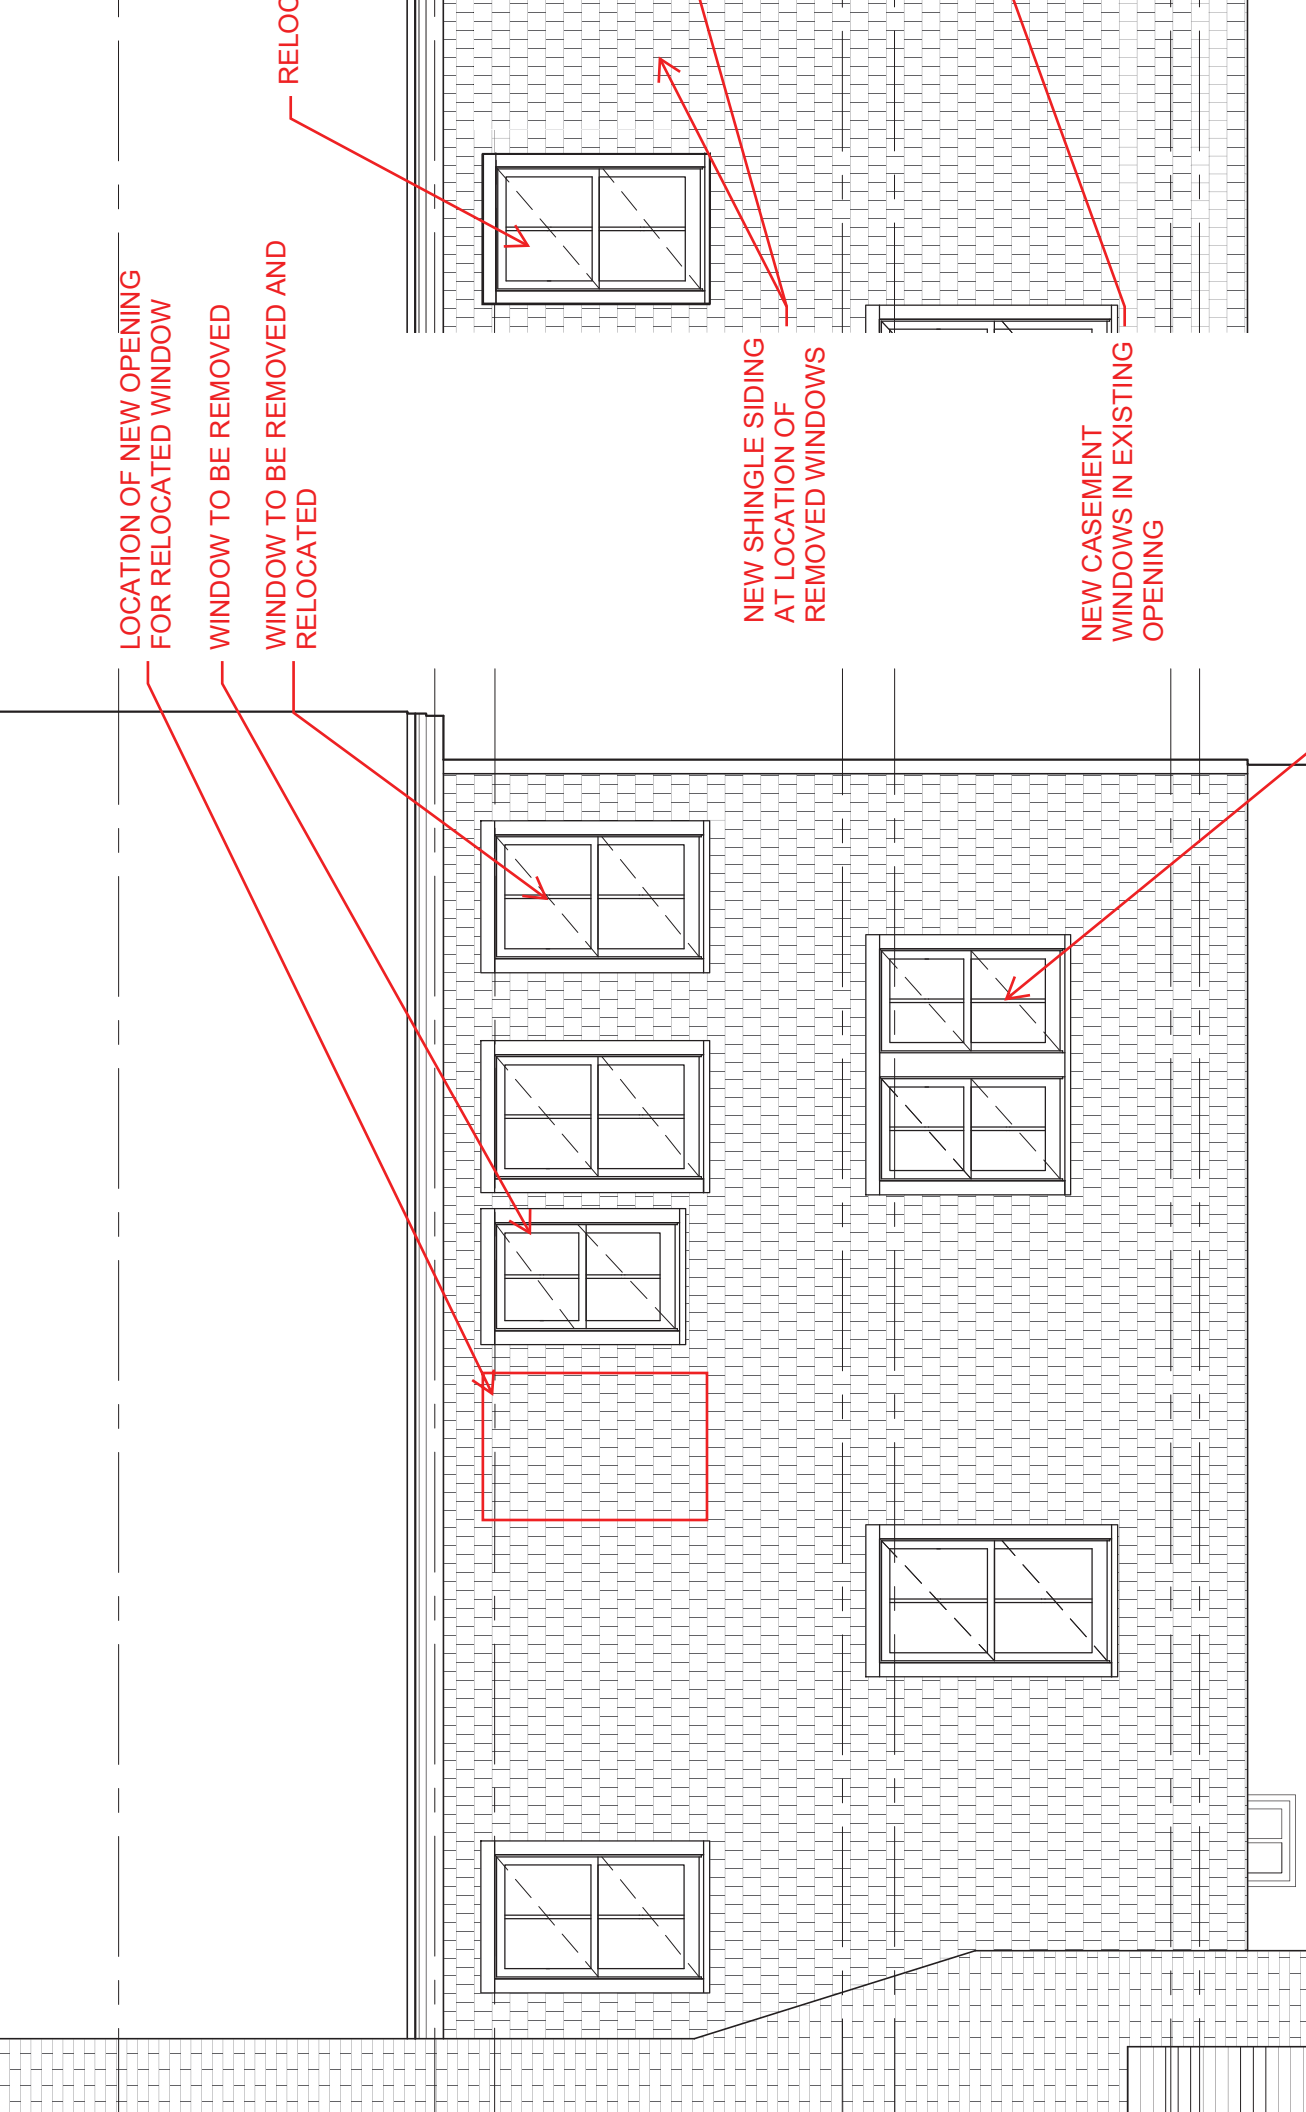 LOCATION OF NEW OPENING
FOR RELOCATED WINDOW
WINDOW TO BE REMOVED
WINDOW TO BE REMOVED AND
RELOCATED
NEW SHINGLE SIDING
AT LOCATION OF
REMOVED WINDOWS
NEW CASEMENT
WINDOWS IN EXISTING
OPENING